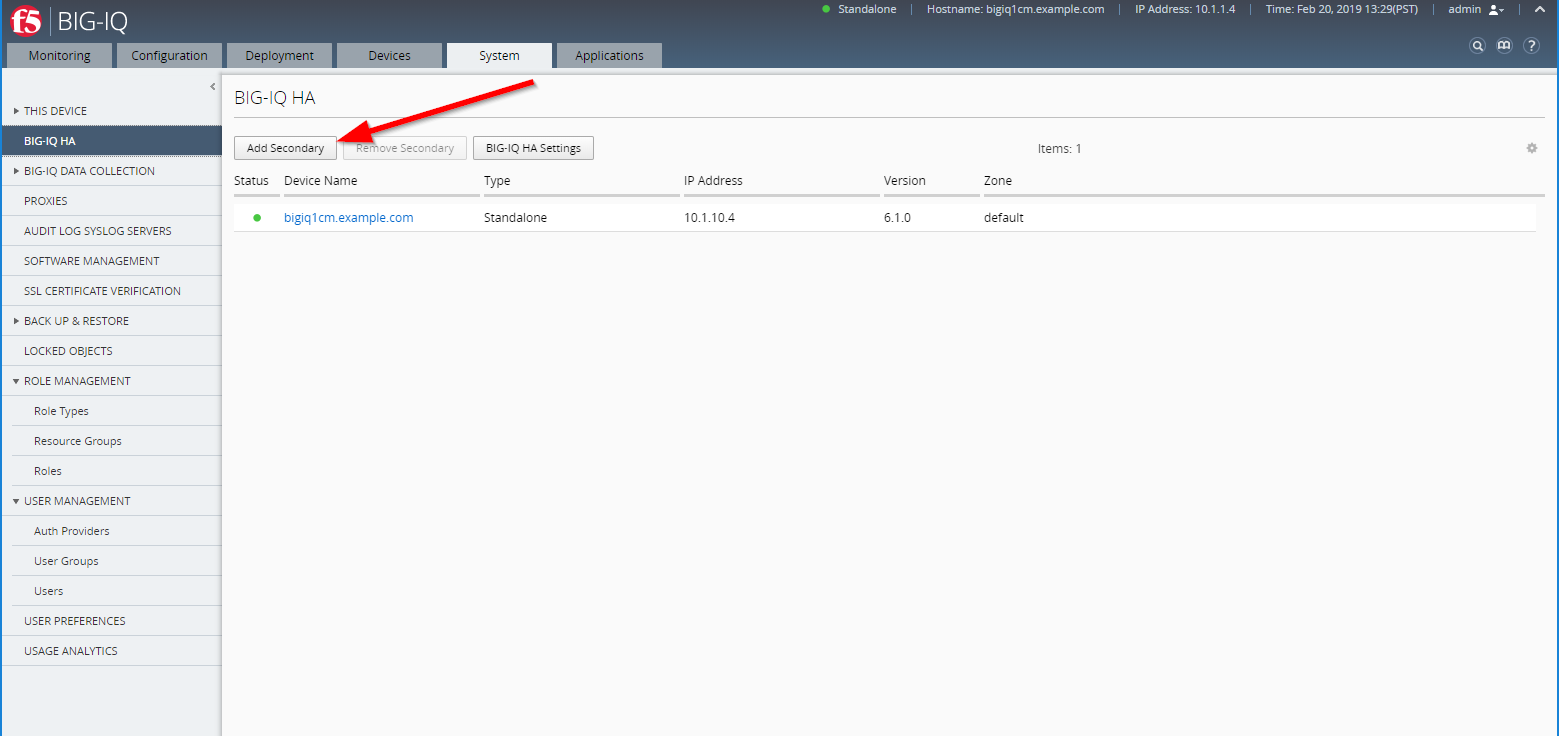 f5 BIG-IQ
Standalone Hostname: bigiq1cm.example.com IP Address: 10.1.1.4 Time: Feb 20, 2019 13:29(PST) admin
Monitoring Configuration Deployment Devices System Applications
?
THIS DEVICE
BIG-IQ HA
BIG-IQ DATA COLLECTION
PROXIES
AUDIT LOG SYSLOG SERVERS
SOFTWARE MANAGEMENT
SSL CERTIFICATE VERIFICATION
BACK UP & RESTORE
LOCKED OBJECTS
ROLE MANAGEMENT
Role Types
Resource Groups
Roles
USER MANAGEMENT
Auth Providers
User Groups
Users
USER PREFERENCES
USAGE ANALYTICS
BIG-IQ HA
Add Secondary Remove Secondary BIG-IQ HA Settings Items: 1
Status Device Name Type IP Address Version Zone
bigiq1cm.example.com Standalone 10.1.10.4 6.1.0 default